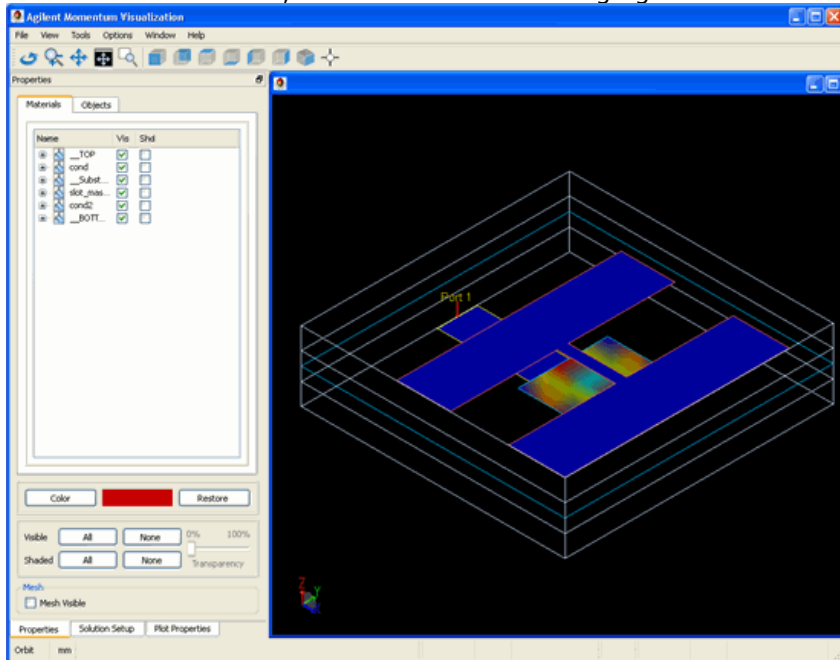 Agilent Momentum Visualization
File View Tools Options Window Help
Properties
Materials Objects
Name Vis Shd
__TOP
cond
__Subst...
slot_mas...
cond2
__BOTT...
Port 1
Color Restore
Visible All None 0% 100%
Shaded All None Transparency
Mesh
Mesh Visible
Z
Y
X
Properties Solution Setup Plot Properties
Orbit mm